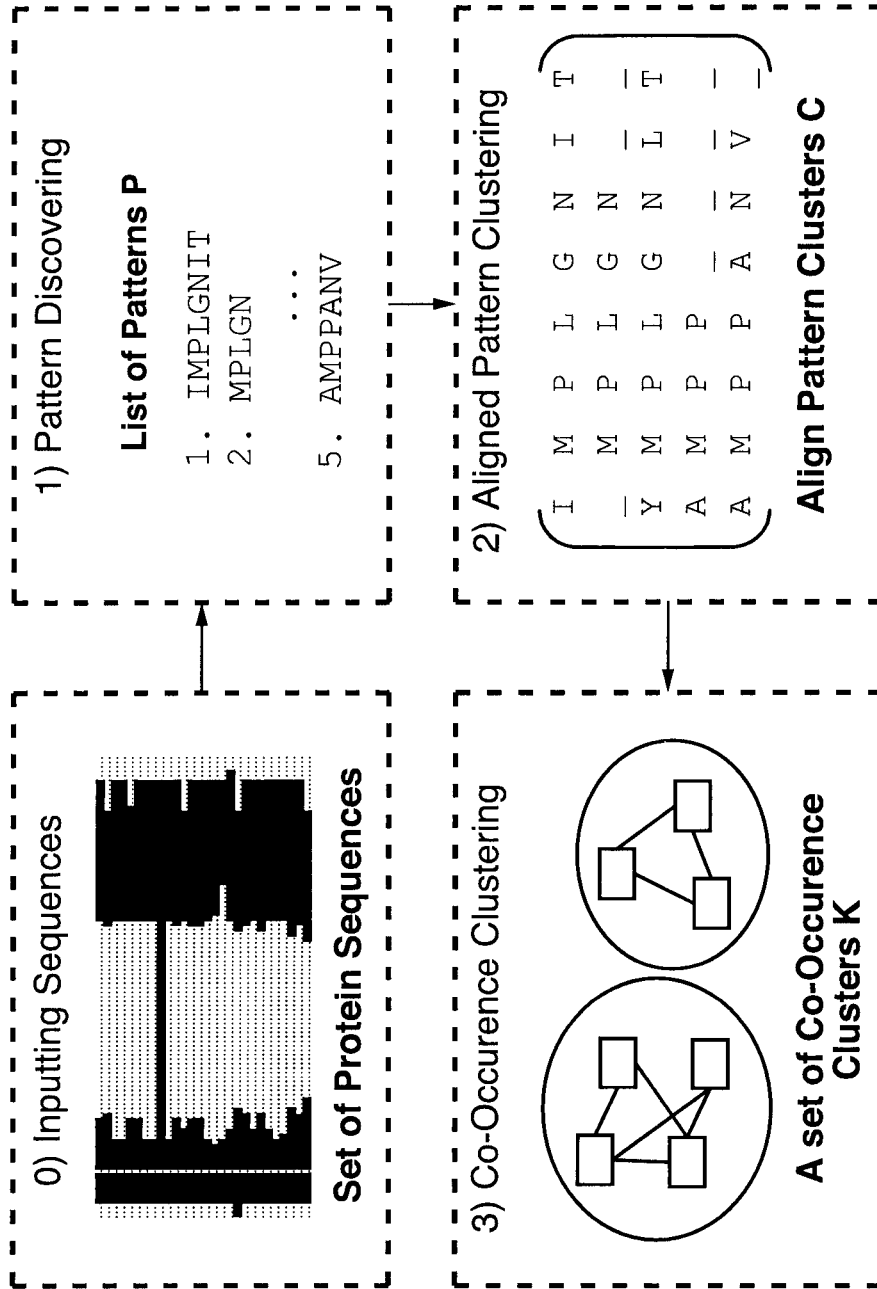 0) Inputting Sequences
Set of Protein Sequences
1) Pattern Discovering
List of Patterns P
1. IMPLGNIT
2. MPLGN
...
5. AMPPANV
2) Aligned Pattern Clustering
I M P L G N I T
_ M P L G N _ _
Y M P L G N L T
A M P P _ _ _ _
A M P P A N V _
Align Pattern Clusters C
3) Co-Occurence Clustering
A set of Co-Occurence
Clusters K